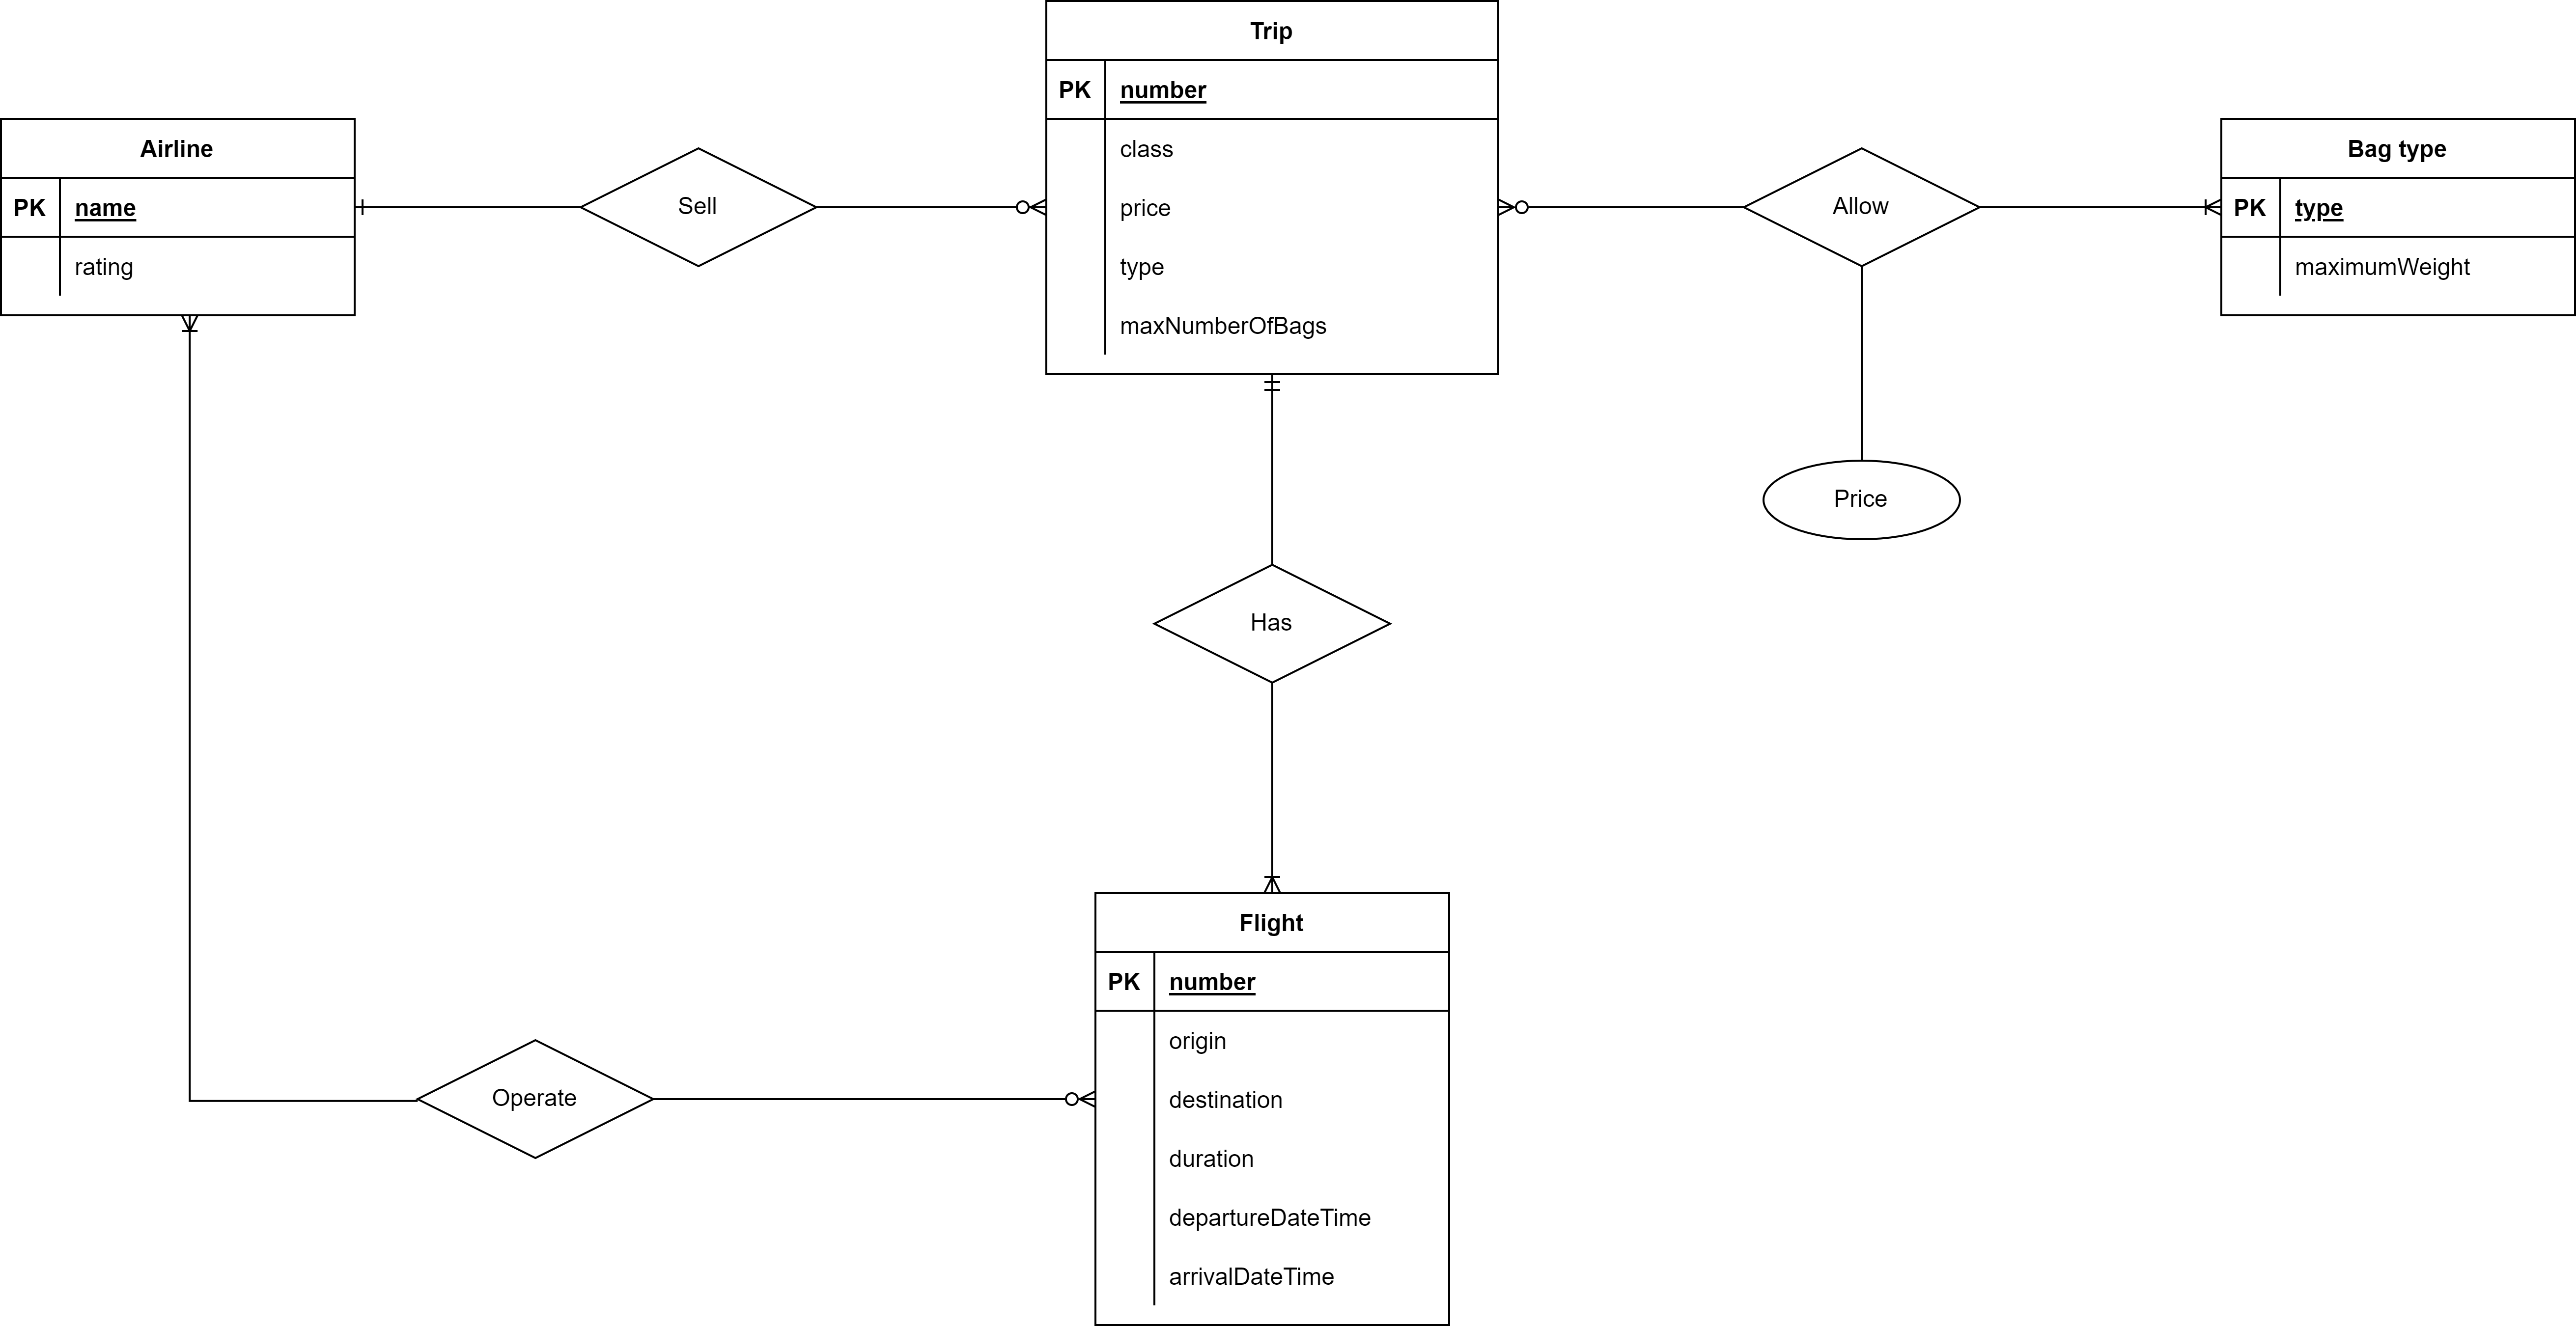 Trip
PK number
class
price
type
maxNumberOfBags
Airline
PK name
rating
Sell
Allow
Bag type
PK type
maximumWeight
Price
Has
Flight
PK number
origin
destination
duration
departureDateTime
arrivalDateTime
Operate